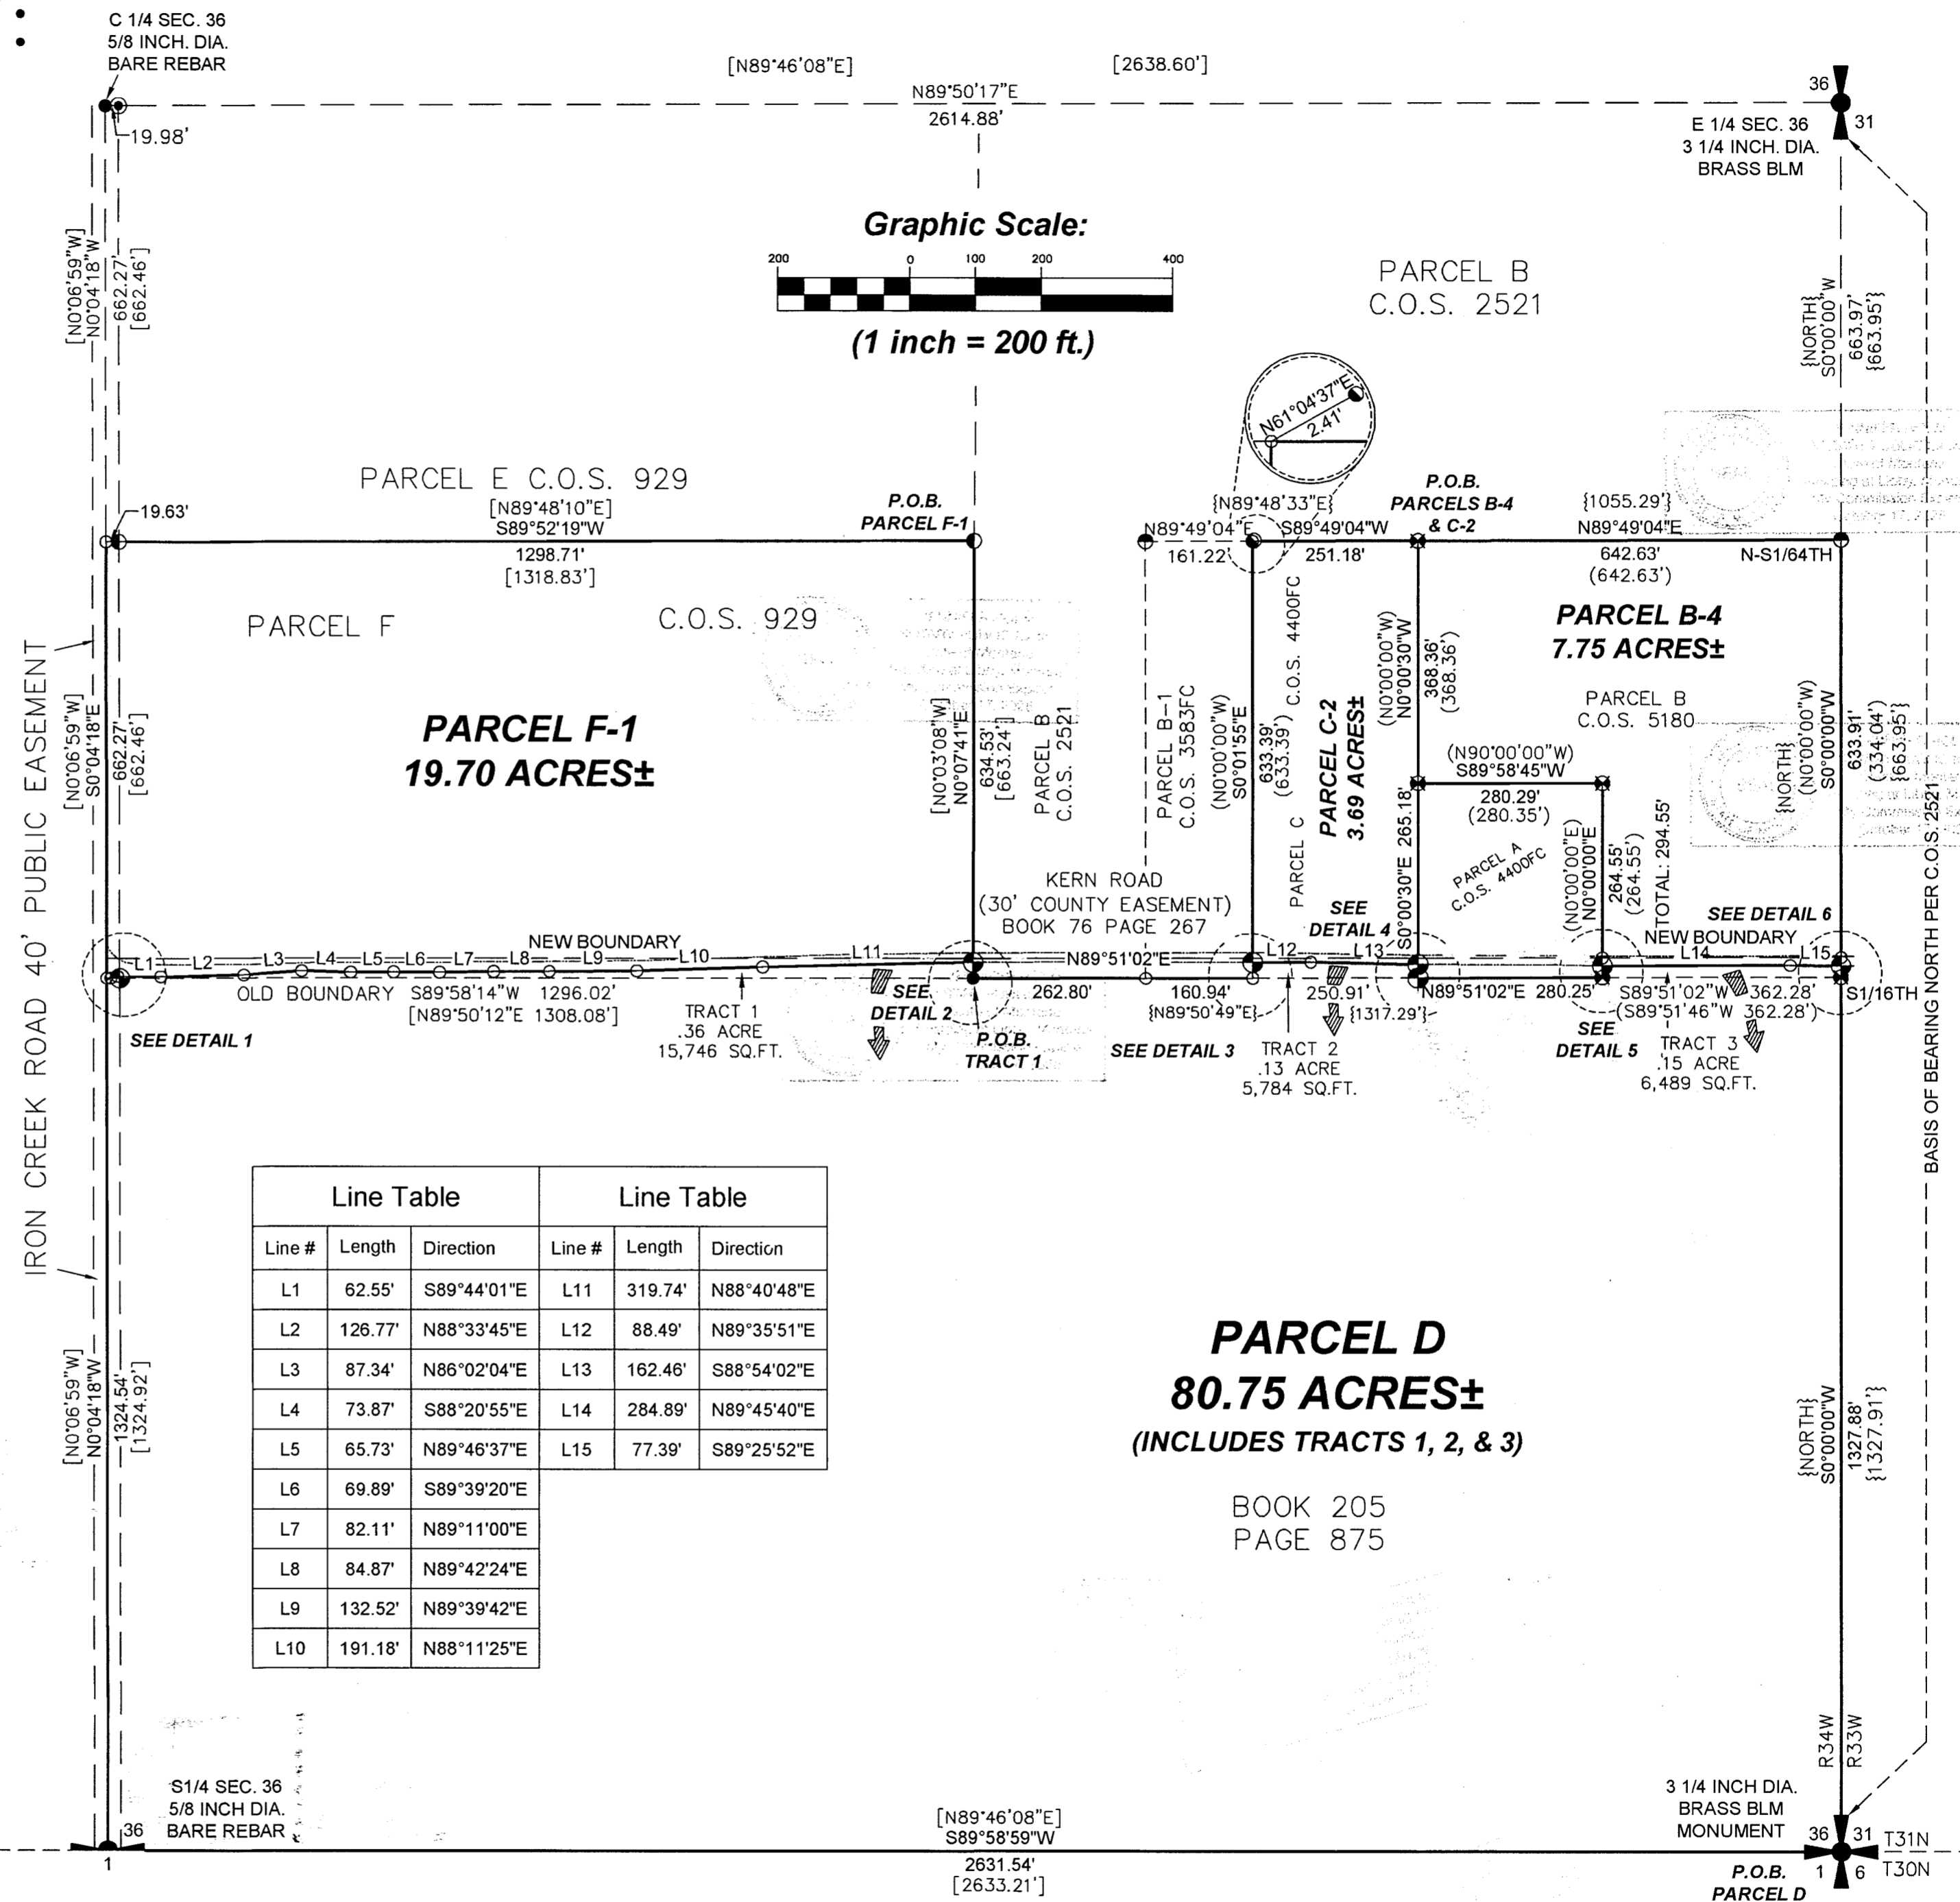 C 1/4 SEC. 36
5/8 INCH. DIA.
BARE REBAR
[N89°46'08"E]
[2638.60']
N89°50'17"E
2614.88'
19.98'
36
31
E 1/4 SEC. 36
3 1/4 INCH. DIA.
BRASS BLM
Graphic Scale:
200 0 100 200 400
(1 inch = 200 ft.)
PARCEL B
C.O.S. 2521
[N0°06'59"W]
N0°04'18"W
662.27'
[662.46']
{NORTH}
S0°00'00"W
663.97'
{663.95'}
N61°04'37"E
2.41'
PARCEL E C.O.S. 929
[N89°48'10"E]
S89°52'19"W
1298.71'
[1318.83']
19.63'
P.O.B.
PARCEL F-1
{N89°48'33"E}
N89°49'04"E
161.22'
S89°49'04"W
251.18'
P.O.B.
PARCELS B-4
& C-2
{1055.29'}
N89°49'04"E
642.63'
(642.63')
N-S1/64TH
PARCEL F
C.O.S. 929
PARCEL F-1
19.70 ACRES±
PARCEL B-4
7.75 ACRES±
PARCEL B
C.O.S. 5180
IRON CREEK ROAD 40' PUBLIC EASEMENT
[N0°06'59"W]
S0°04'18"E
662.27'
[662.46']
[N0°03'08"W]
N0°07'41"E
634.53'
[663.24']
PARCEL B
C.O.S. 2521
PARCEL B-1
C.O.S. 3583FC
(N0°00'00"W)
S0°01'55"E
633.39'
(633.39')
PARCEL C
C.O.S. 4400FC
PARCEL C-2
3.69 ACRES±
(N0°00'00"W)
N0°00'30"W
368.36'
(368.36')
(N90°00'00"W)
S89°58'45"W
280.29'
(280.35')
S0°00'30"E 265.18'
PARCEL A
C.O.S. 4400FC
(N0°00'00"E)
N0°00'00"E
264.55'
(264.55')
TOTAL: 294.55'
{NORTH}
(N0°00'00"W)
S0°00'00"W
633.91'
(334.04')
{663.95'}
BASIS OF BEARING NORTH PER C.O.S. 2521
KERN ROAD
(30' COUNTY EASEMENT)
BOOK 76 PAGE 267
SEE
DETAIL 4
SEE DETAIL 6
NEW BOUNDARY
NEW BOUNDARY
L1 L2 L3 L4 L5 L6 L7 L8 L9 L10 L11
N89°51'02"E
L12 L13 L14 L15
OLD BOUNDARY S89°58'14"W 1296.02'
[N89°50'12"E 1308.08']
262.80'
160.94'
250.91'
N89°51'02"E 280.25'
S89°51'02"W 362.28'
(S89°51'46"W 362.28')
S1/16TH
{N89°50'49"E}
{1317.29'}
SEE DETAIL 1
TRACT 1
.36 ACRE
15,746 SQ.FT.
SEE
DETAIL 2
P.O.B.
TRACT 1
SEE DETAIL 3
TRACT 2
.13 ACRE
5,784 SQ.FT.
SEE
DETAIL 5
TRACT 3
.15 ACRE
6,489 SQ.FT.
Line Table Line Table
Line # Length Direction Line # Length Direction
L1 62.55' S89°44'01"E L11 319.74' N88°40'48"E
L2 126.77' N88°33'45"E L12 88.49' N89°35'51"E
L3 87.34' N86°02'04"E L13 162.46' S88°54'02"E
L4 73.87' S88°20'55"E L14 284.89' N89°45'40"E
L5 65.73' N89°46'37"E L15 77.39' S89°25'52"E
L6 69.89' S89°39'20"E
L7 82.11' N89°11'00"E
L8 84.87' N89°42'24"E
L9 132.52' N89°39'42"E
L10 191.18' N88°11'25"E
PARCEL D
80.75 ACRES±
(INCLUDES TRACTS 1, 2, & 3)
BOOK 205
PAGE 875
[N0°06'59"W]
N0°04'18"W
1324.54'
[1324.92']
{NORTH}
S0°00'00"W
1327.88'
{1327.91'}
R34W
R33W
S1/4 SEC. 36
5/8 INCH DIA.
BARE REBAR
36
1
[N89°46'08"E]
S89°58'59"W
2631.54'
[2633.21']
3 1/4 INCH DIA.
BRASS BLM
MONUMENT
36 31 T31N
1 6 T30N
P.O.B.
PARCEL D